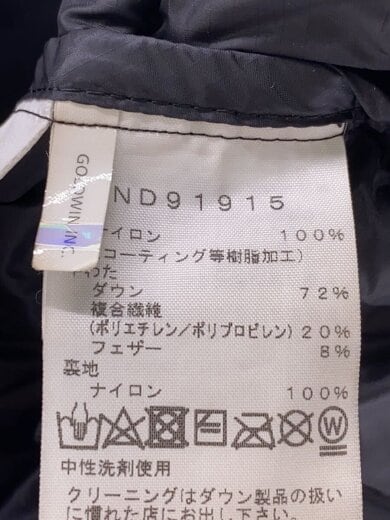 GOLDWIN INC.
ND91915
ナイロン 100%
コーティング等樹脂加工)
わた
ダウン 72%
複合繊維
(ポリエチレン/ポリプロピレン) 20%
フェザー 8%
裏地
ナイロン 100%
W
中性洗剤使用
クリーニングはダウン製品の扱い
に慣れた店にお出し下さい